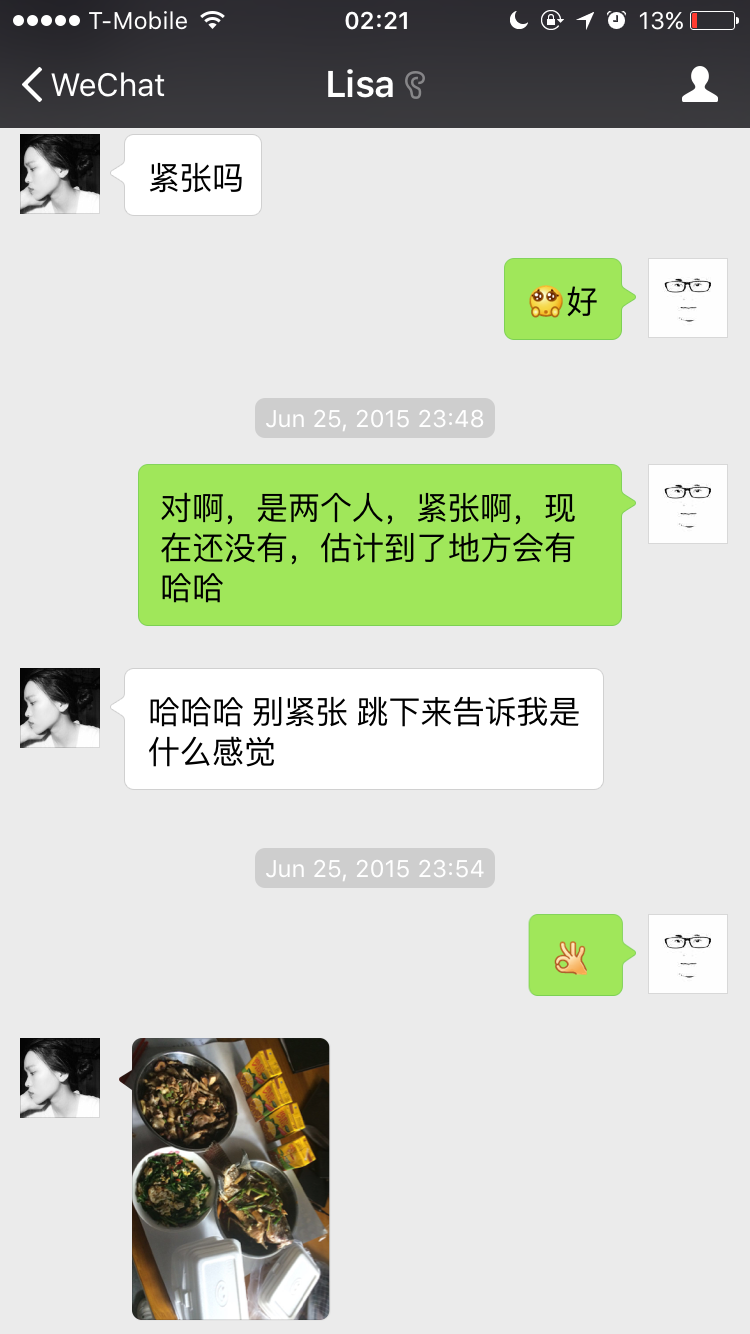 T-Mobile 02:21 13%
WeChat Lisa
紧张吗
🥺好
Jun 25, 2015 23:48
对啊，是两个人，紧张啊，现
在还没有，估计到了地方会有
哈哈
哈哈哈 别紧张 跳下来告诉我是
什么感觉
Jun 25, 2015 23:54
👌